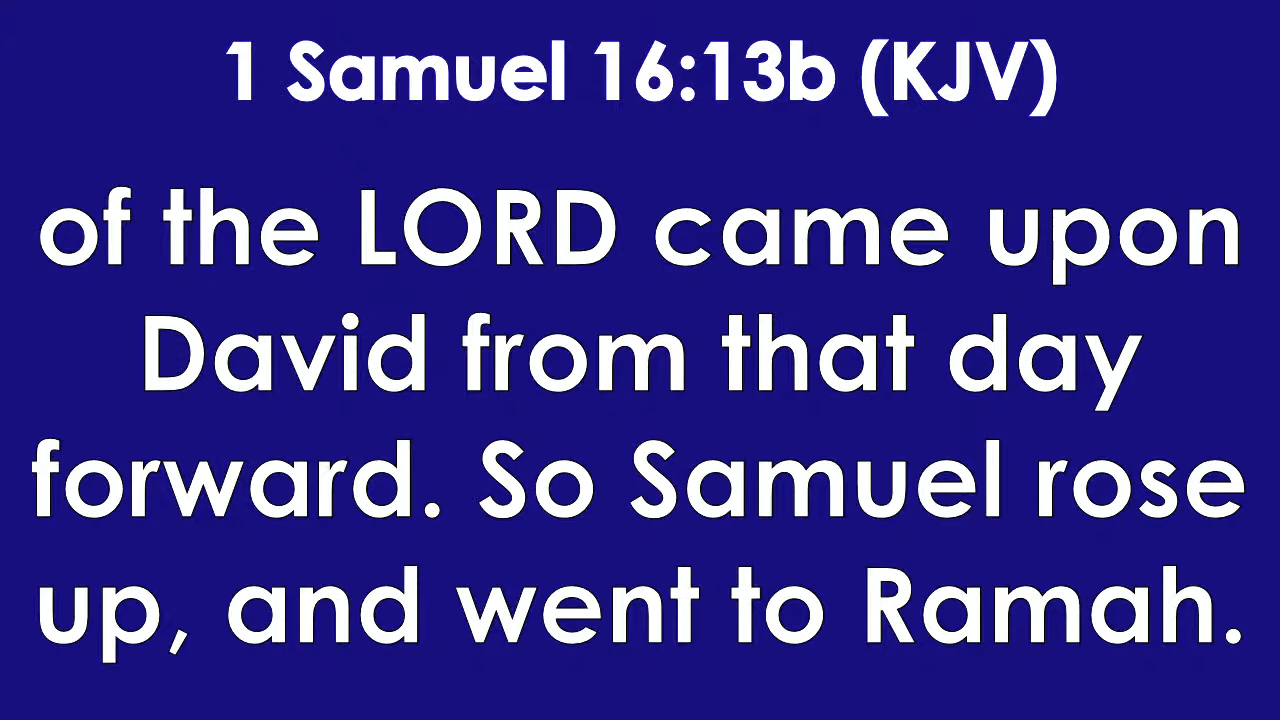 1 Samuel 16:13b (KJV)
of the LORD came upon
David from that day
forward. So Samuel rose
up, and went to Ramah.